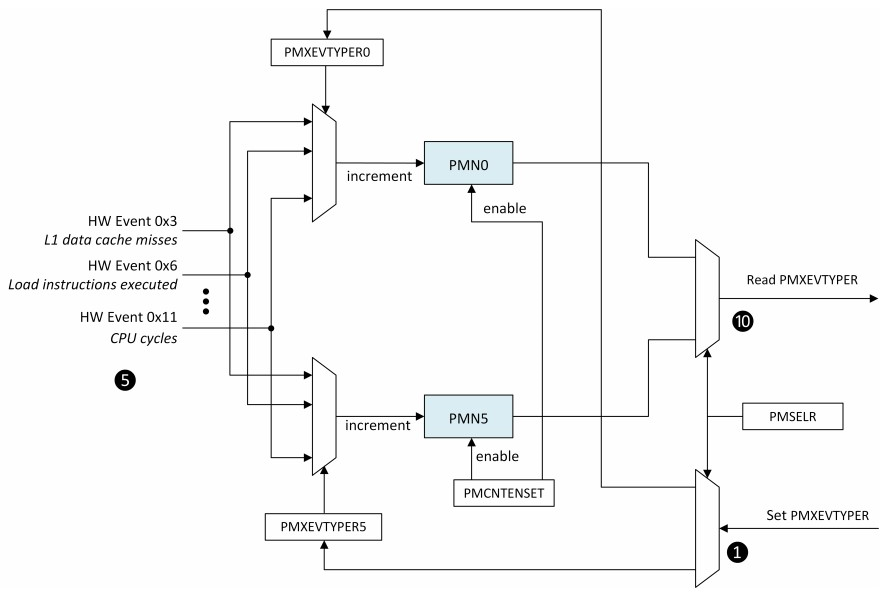 PMXEVTYPER0
PMN0
increment
enable
HW Event 0x3
L1 data cache misses
HW Event 0x6
Load instructions executed
HW Event 0x11
CPU cycles
5
Read PMXEVTYPER
10
PMN5
increment
enable
PMSELR
PMCNTENSET
PMXEVTYPER5
Set PMXEVTYPER
1